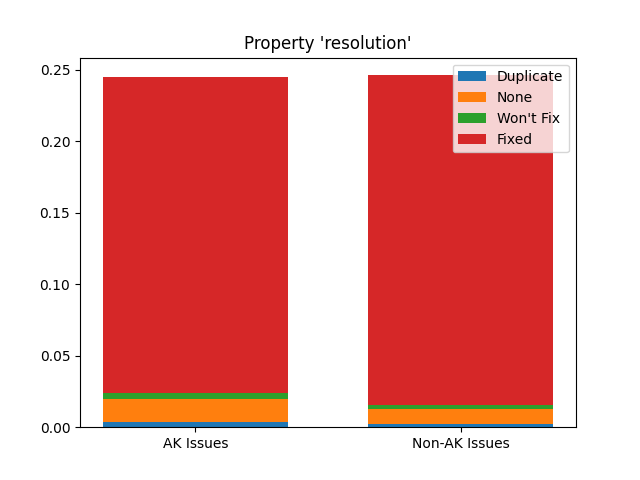 Property 'resolution'
0.25
0.20
0.15
0.10
0.05
0.00
Duplicate
None
Won't Fix
Fixed
AK Issues
Non-AK Issues